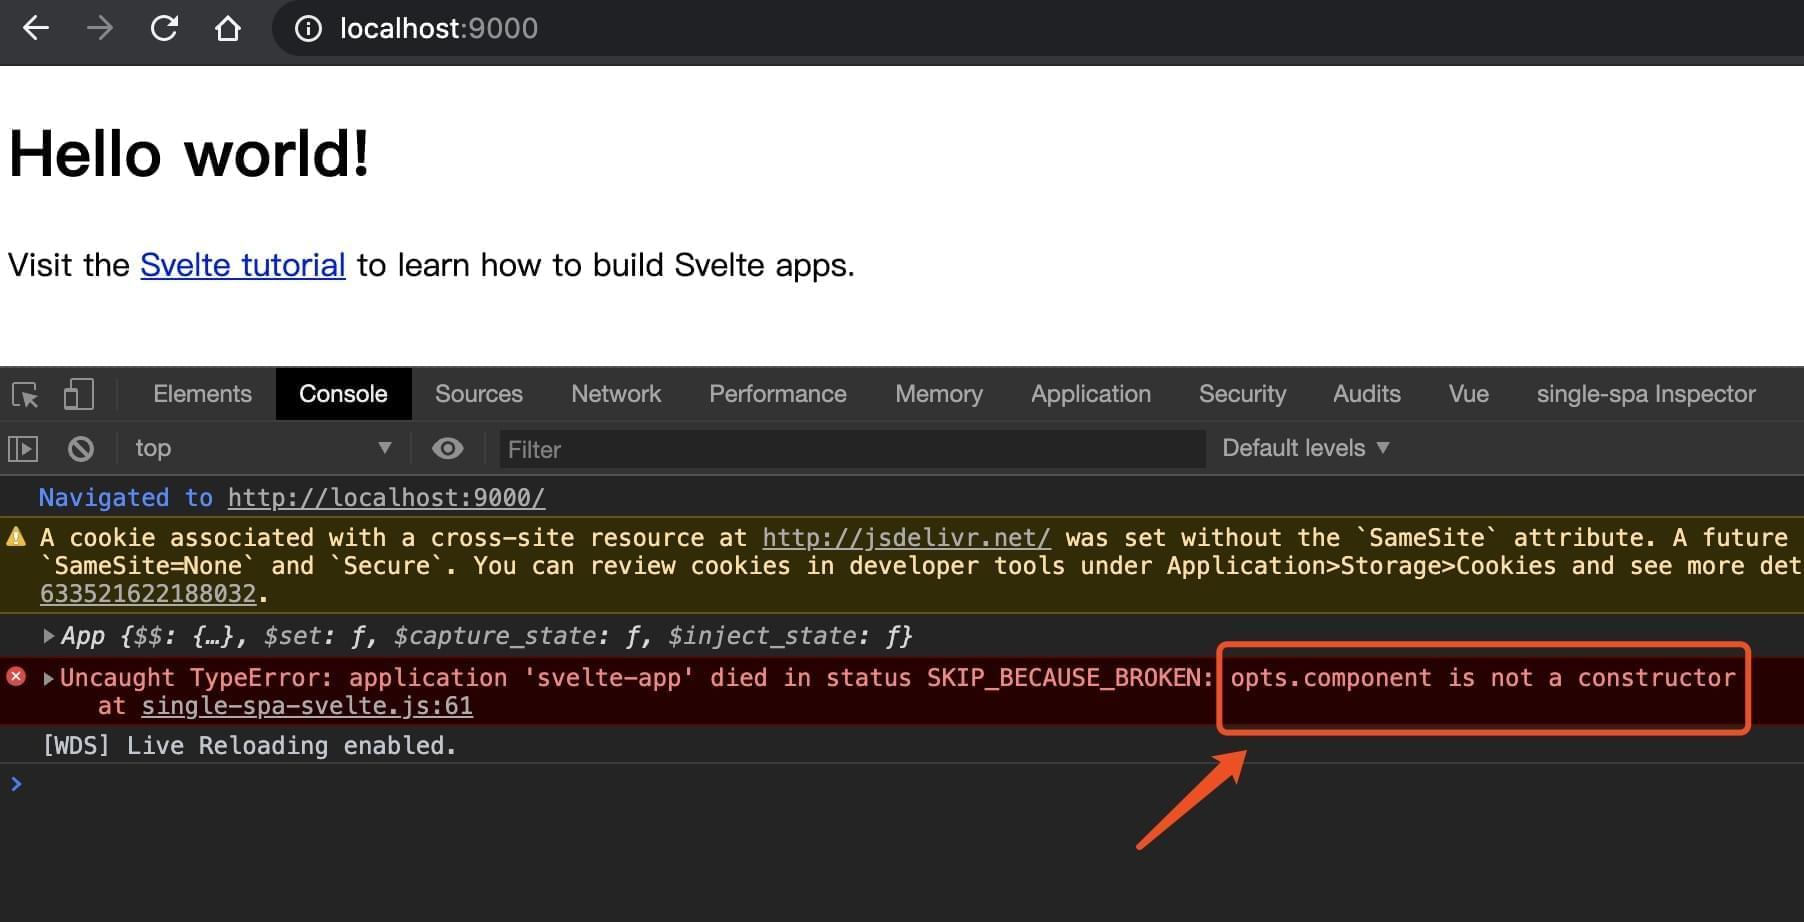 localhost:9000
Hello world!
Visit the Svelte tutorial to learn how to build Svelte apps.
Elements Console Sources Network Performance Memory Application Security Audits Vue single-spa Inspector
top Filter Default levels
Navigated to http://localhost:9000/
A cookie associated with a cross-site resource at http://jsdelivr.net/ was set without the `SameSite` attribute. A future
`SameSite=None` and `Secure`. You can review cookies in developer tools under Application>Storage>Cookies and see more det
633521622188032.
App {$$: {…}, $set: ƒ, $capture_state: ƒ, $inject_state: ƒ}
Uncaught TypeError: application 'svelte-app' died in status SKIP_BECAUSE_BROKEN: opts.component is not a constructor
at single-spa-svelte.js:61
[WDS] Live Reloading enabled.